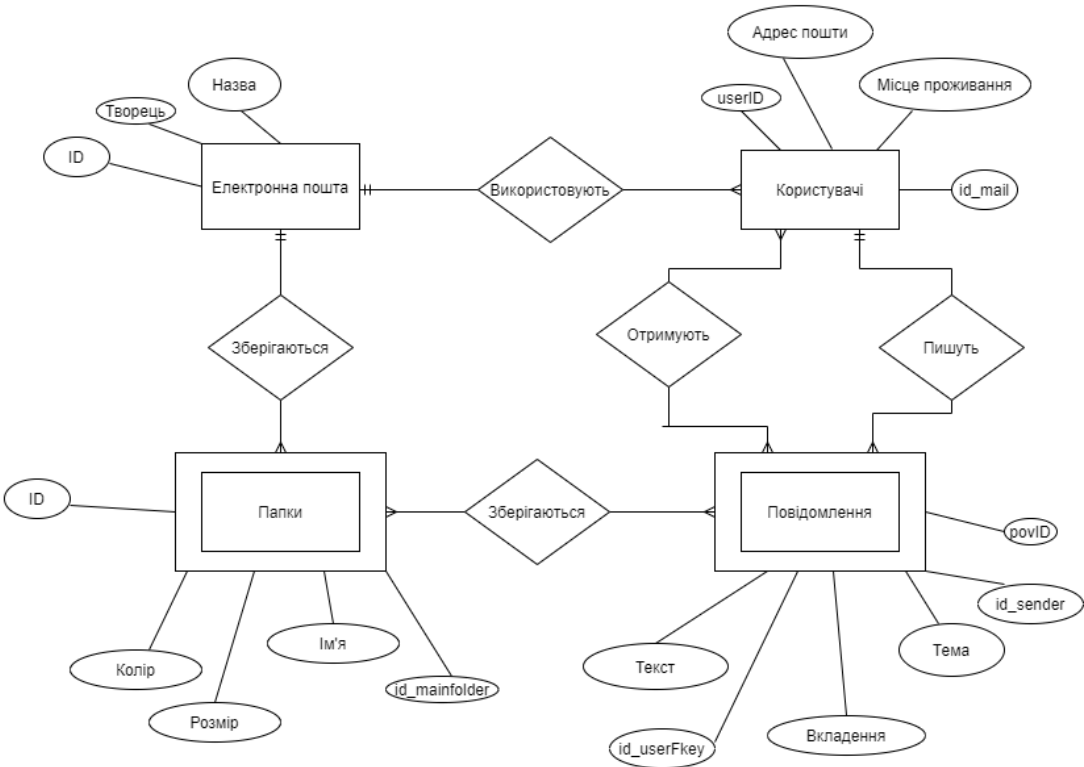 Адрес пошти
Назва
Місце проживання
userID
Творець
ID
Електронна пошта
Використовують
Користувачі
id_mail
Отримують
Зберігаються
Пишуть
ID
Папки
Зберігаються
Повідомлення
povID
id_sender
Ім'я
Тема
Колір
Текст
id_mainfolder
Розмір
Вкладення
id_userFkey